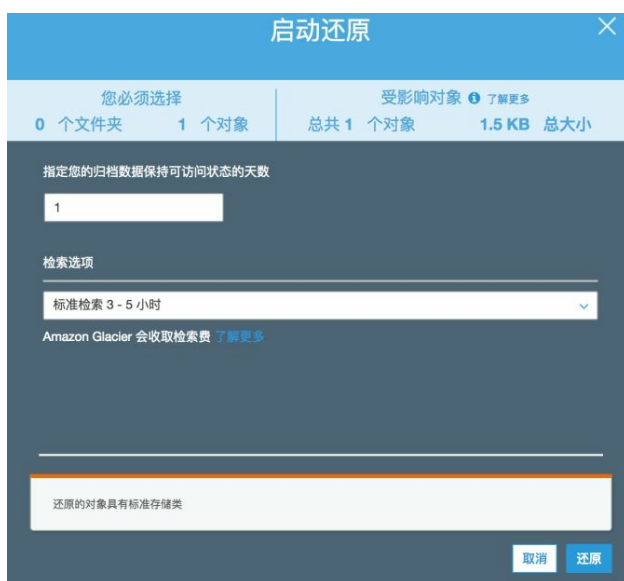 启动还原
您必须选择
0 个文件夹 1 个对象
受影响对象 了解更多
总共 1 个对象 1.5 KB 总大小
指定您的归档数据保持可访问状态的天数
1
检索选项
标准检索 3 - 5 小时
Amazon Glacier 会收取检索费 了解更多
还原的对象具有标准存储类
取消 还原